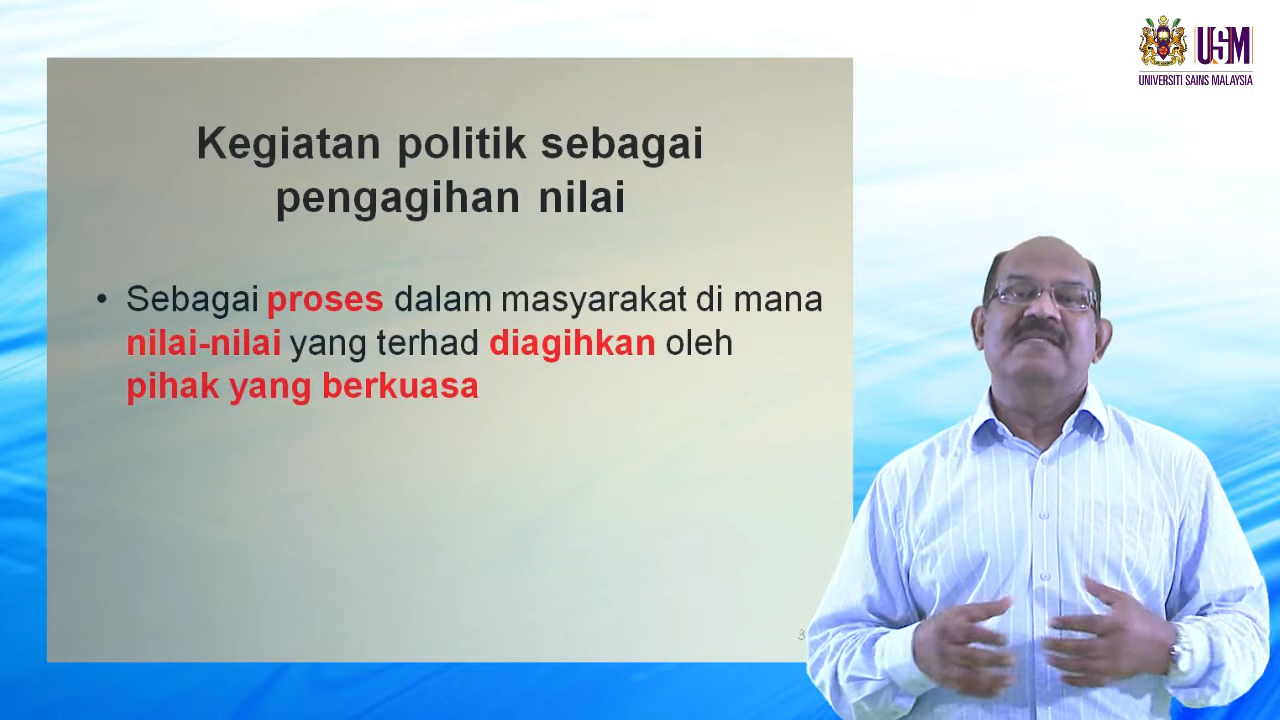 USM
UNIVERSITI SAINS MALAYSIA
Kegiatan politik sebagai
pengagihan nilai
• Sebagai proses dalam masyarakat di mana
nilai-nilai yang terhad diagihkan oleh
pihak yang berkuasa
3